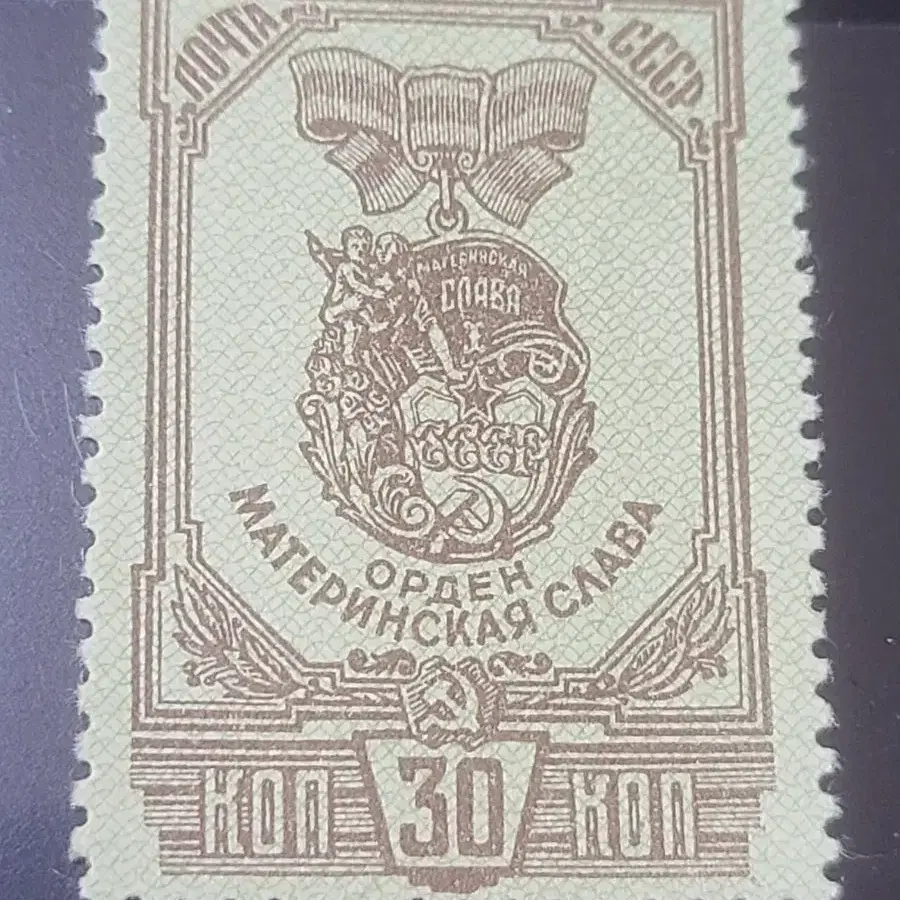 ПОЧТА СССР
МАТЕРИНСКАЯ
СЛАВА
СССР
ОРДЕН
МАТЕРИНСКАЯ СЛАВА
КОП 30 КОП